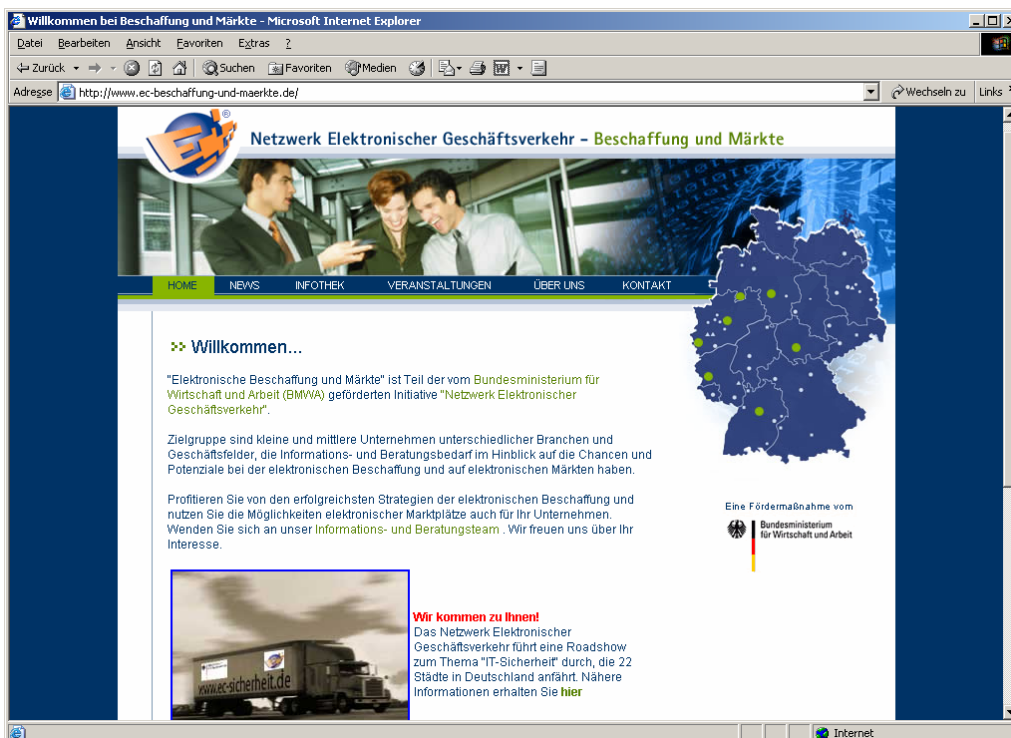 Willkommen bei Beschaffung und Märkte - Microsoft Internet Explorer
Datei Bearbeiten Ansicht Favoriten Extras ?
Zurück Suchen Favoriten Medien
Adresse http://www.ec-beschaffung-und-maerkte.de/ Wechseln zu Links
Netzwerk Elektronischer Geschäftsverkehr – Beschaffung und Märkte
HOME NEWS INFOTHEK VERANSTALTUNGEN ÜBER UNS KONTAKT
Willkommen...
"Elektronische Beschaffung und Märkte" ist Teil der vom Bundesministerium für
Wirtschaft und Arbeit (BMWA) geförderten Initiative "Netzwerk Elektronischer
Geschäftsverkehr".
Zielgruppe sind kleine und mittlere Unternehmen unterschiedlicher Branchen und
Geschäftsfelder, die Informations- und Beratungsbedarf im Hinblick auf die Chancen und
Potenziale bei der elektronischen Beschaffung und auf elektronischen Märkten haben.
Profitieren Sie von den erfolgreichsten Strategien der elektronischen Beschaffung und
nutzen Sie die Möglichkeiten elektronischer Marktplätze auch für Ihr Unternehmen.
Wenden Sie sich an unser Informations- und Beratungsteam . Wir freuen uns über Ihr
Interesse.
Eine Fördermaßnahme vom
Bundesministerium
für Wirtschaft und Arbeit
www.ec-sicherheit.de
Wir kommen zu Ihnen!
Das Netzwerk Elektronischer
Geschäftsverkehr führt eine Roadshow
zum Thema "IT-Sicherheit" durch, die 22
Städte in Deutschland anfährt. Nähere
Informationen erhalten Sie hier
Internet